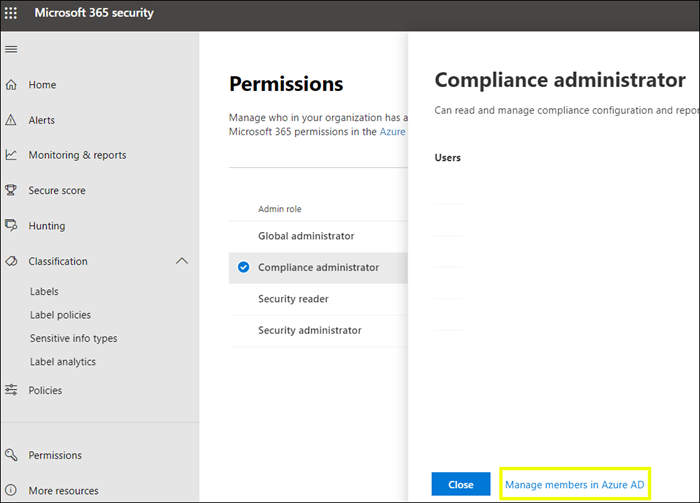 Microsoft 365 security
Home
Alerts
Monitoring & reports
Secure score
Hunting
Classification
Labels
Label policies
Sensitive info types
Label analytics
Policies
Permissions
More resources
Permissions
Manage who in your organization has a
Microsoft 365 permissions in the Azure
Admin role
Global administrator
Compliance administrator
Security reader
Security administrator
Compliance administrator
Can read and manage compliance configuration and repor
Users
Close
Manage members in Azure AD